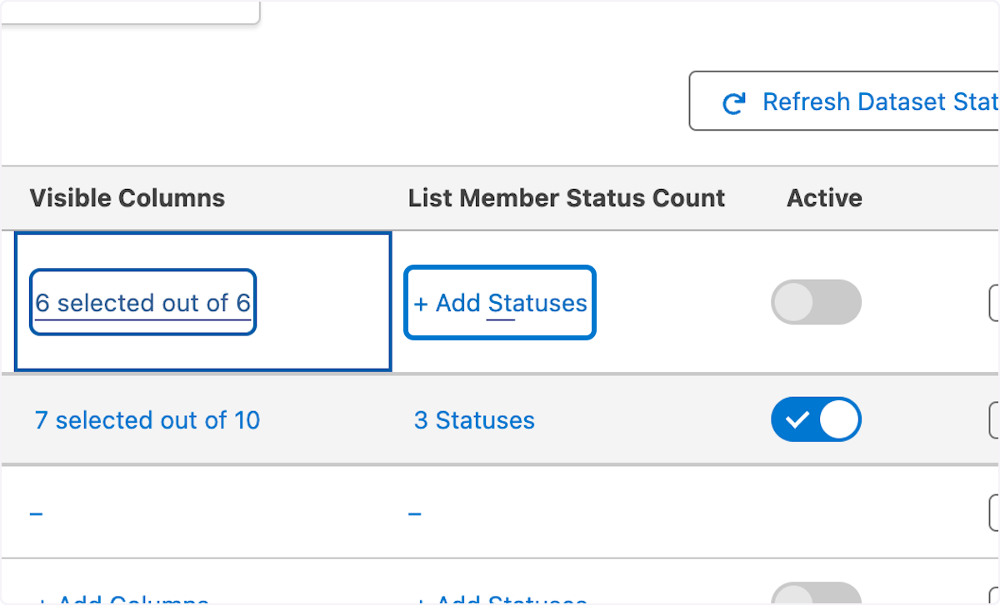 Refresh Dataset Stat
Visible Columns List Member Status Count Active
6 selected out of 6 + Add Statuses
7 selected out of 10 3 Statuses
– –
+ Add Columns + Add Statuses